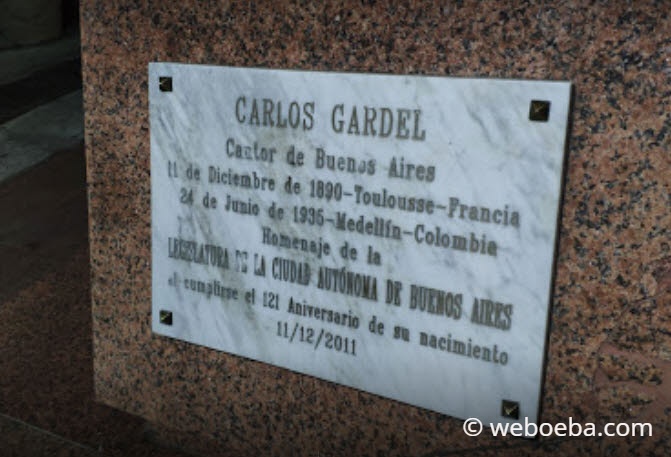 CARLOS GARDEL
Cantor de Buenos Aires
11 de Diciembre de 1890-Toulousse-Francia
24 de Junio de 1935-Medellín-Colombia
Homenaje de la
LEGISLATURA DE LA CIUDAD AUTÓNOMA DE BUENOS AIRES
al cumplirse el 121 Aniversario de su nacimiento
11/12/2011
© weboeba.com